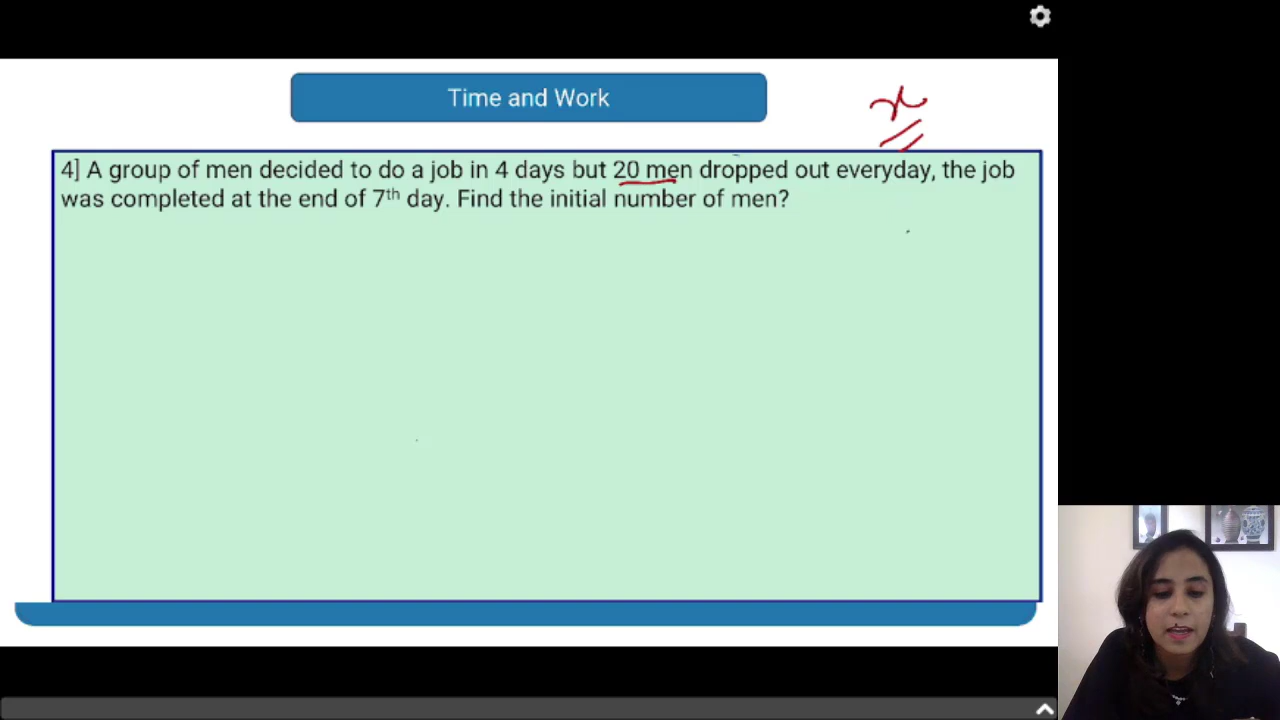 Time and Work
x
4] A group of men decided to do a job in 4 days but 20 men dropped out everyday, the job
was completed at the end of 7th day. Find the initial number of men?